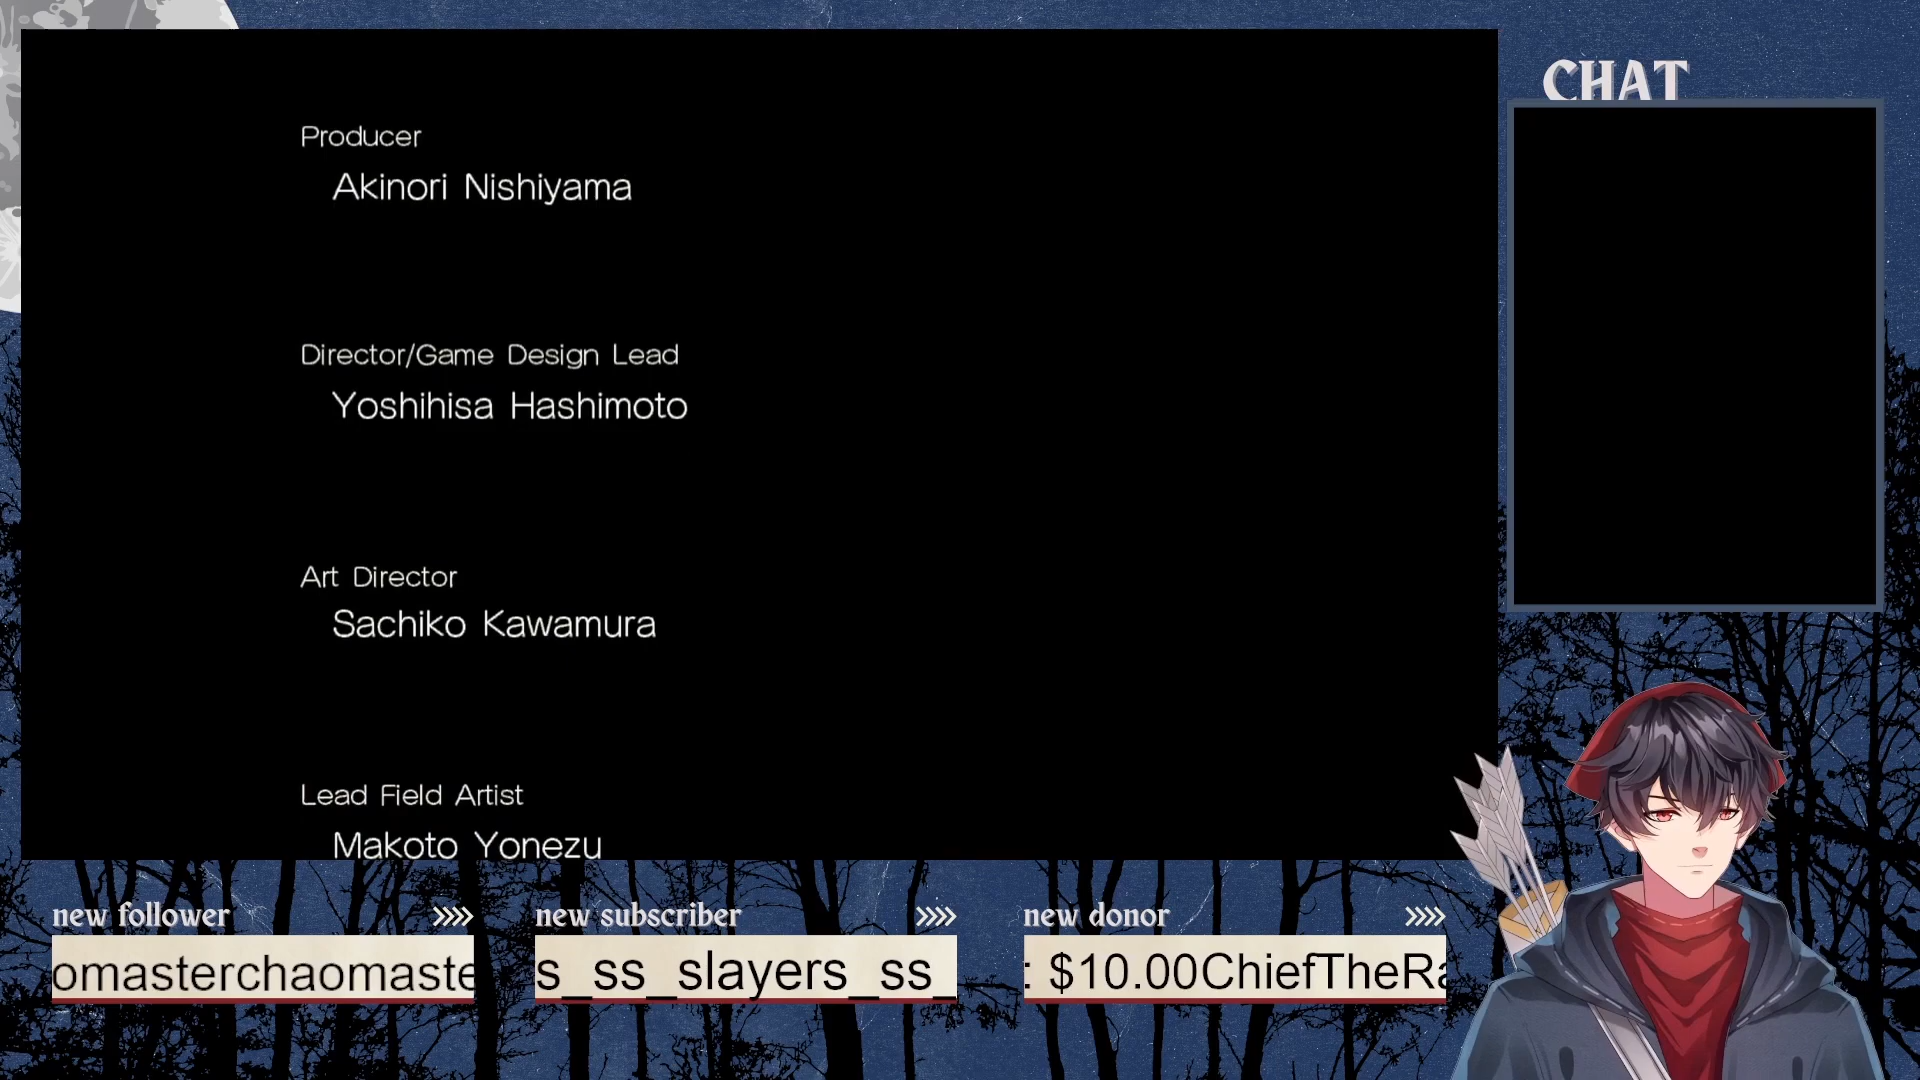 CHAT
Producer
Akinori Nishiyama
Director/Game Design Lead
Yoshihisa Hashimoto
Art Director
Sachiko Kawamura
Lead Field Artist
Makoto Yonezu
new follower
omasterchaomaste
new subscriber
s_ss_slayers_ss_
new donor
: $10.00ChiefTheRa